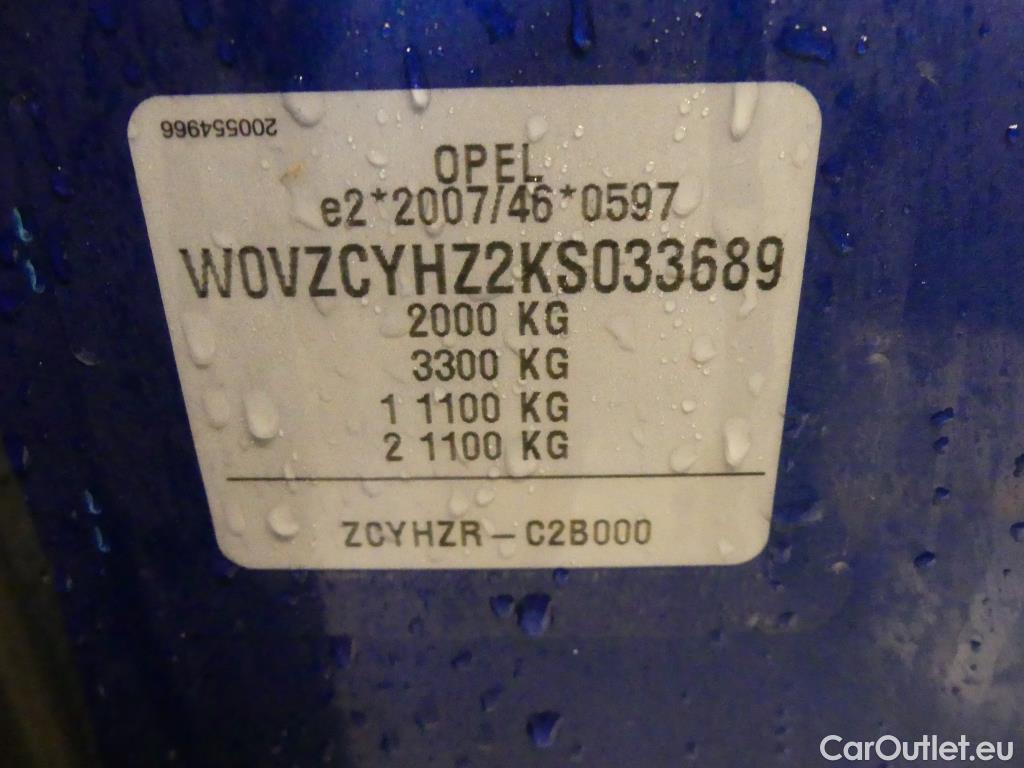 200554966
OPEL
e2*2007/46*0597
W0VZCYHZ2KS033689
2000 KG
3300 KG
1 1100 KG
2 1100 KG
ZCYHZR – C2B000
CarOutlet.eu